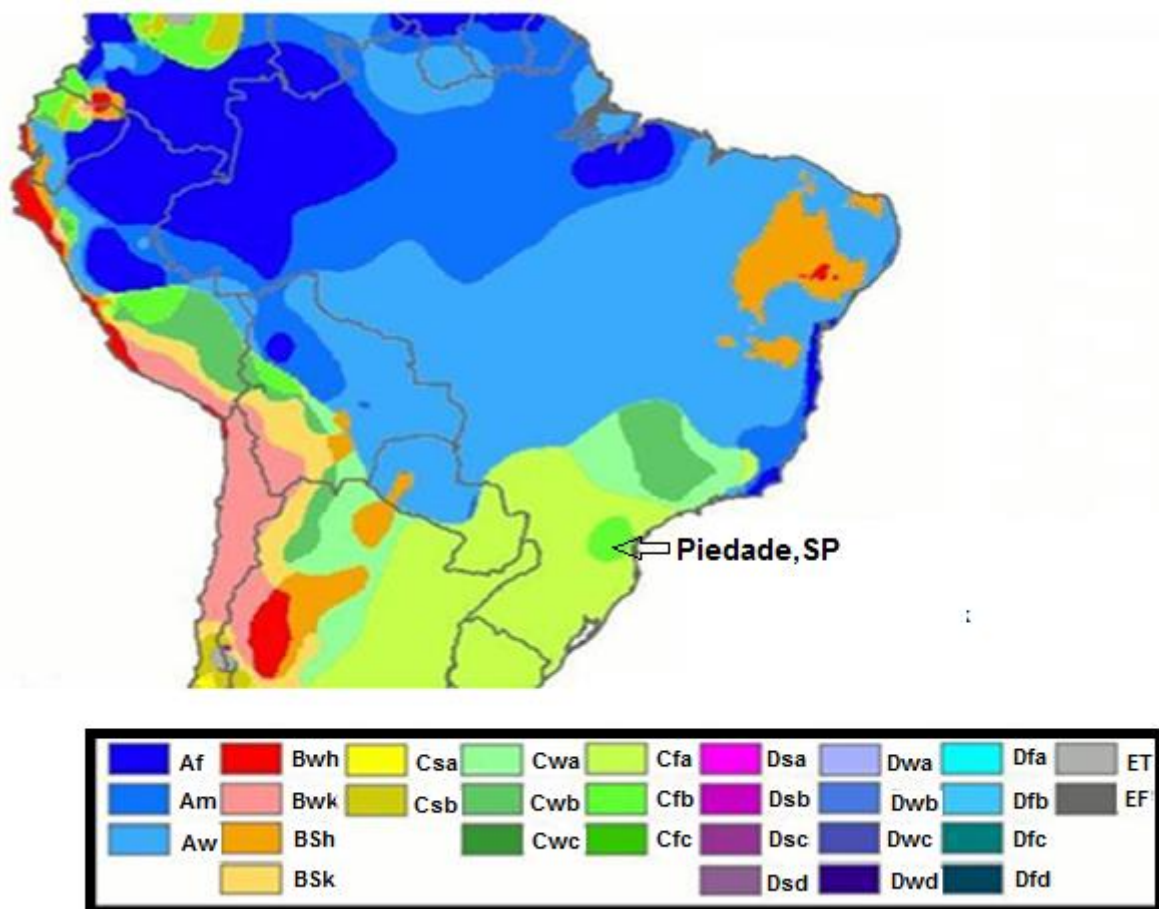 Piedade,SP
Af Bwh Csa Cwa Cfa Dsa Dwa Dfa ET
Am Bwk Csb Cwb Cfb Dsb Dwb Dfb EF
Aw BSh Cwc Cfc Dsc Dwc Dfc
BSk Dsd Dwd Dfd